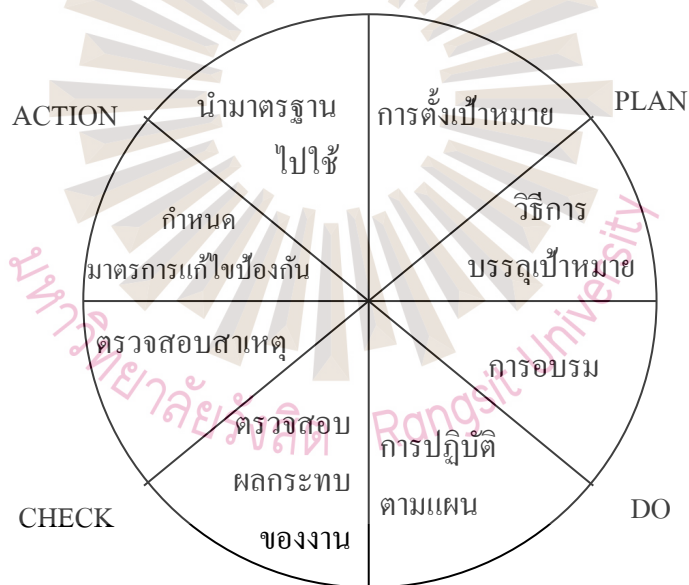 ACTION
PLAN
นำมาตรฐาน
ไปใช้
การตั้งเป้าหมาย
กำหนด
มาตรการแก้ไขป้องกัน
วิธีการ
บรรลุเป้าหมาย
ตรวจสอบสาเหตุ
การอบรม
ตรวจสอบ
ผลกระทบ
ของงาน
การปฏิบัติ
ตามแผน
CHECK
DO
มหาวิทยาลัยรังสิต Rangsit University